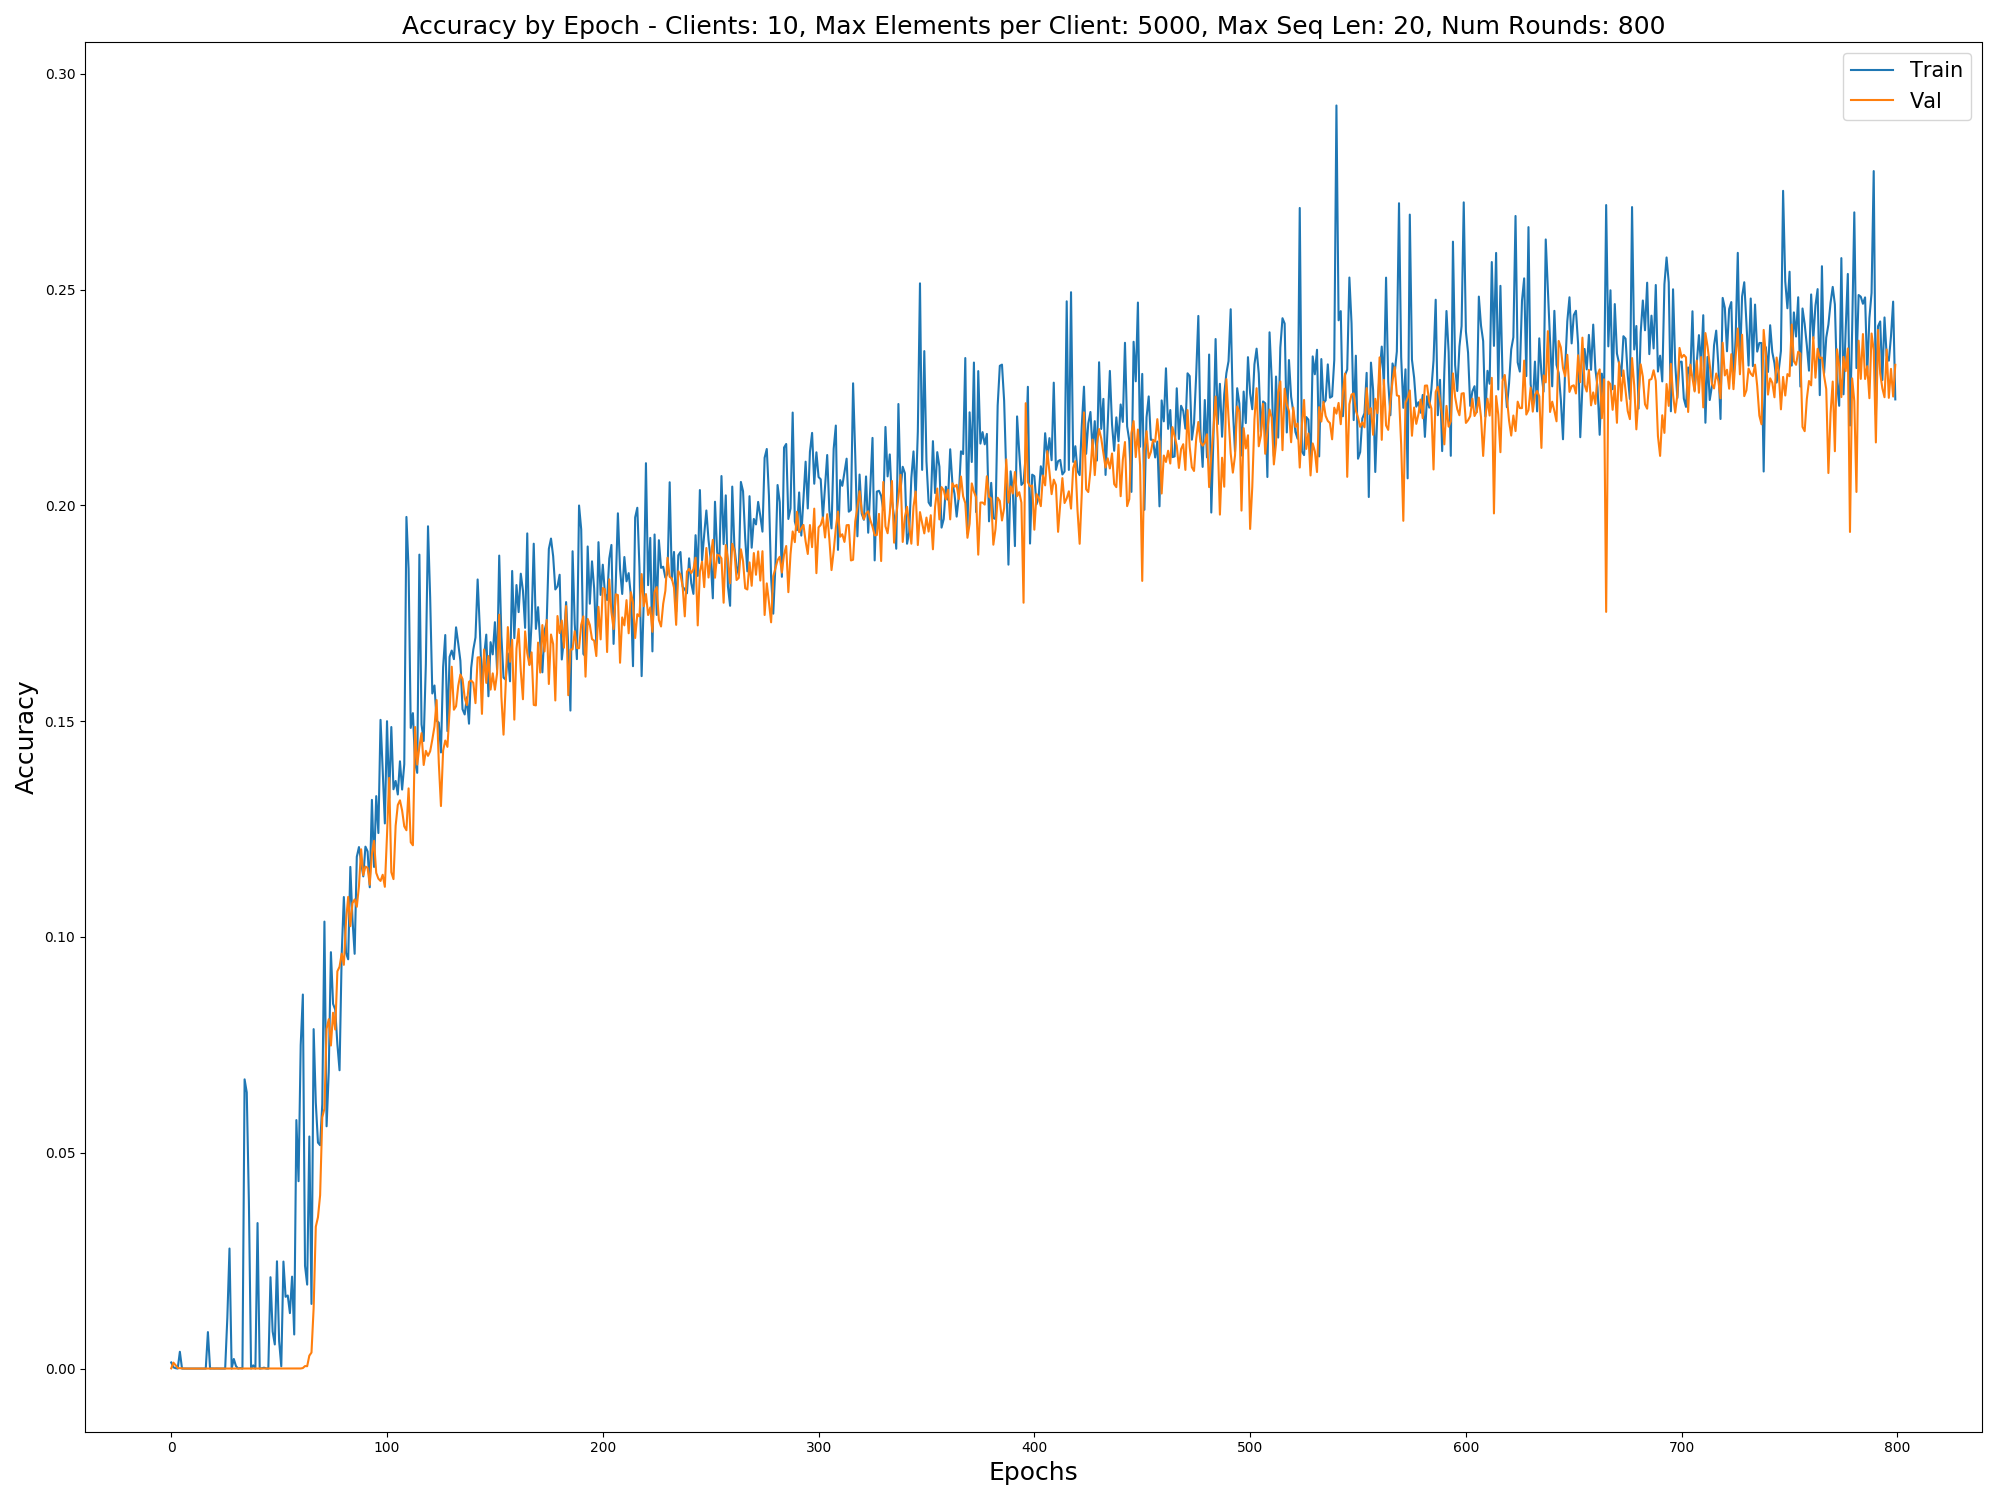 Accuracy by Epoch - Clients: 10, Max Elements per Client: 5000, Max Seq Len: 20, Num Rounds: 800
Train
Val
0.30
0.25
0.20
0.15
0.10
0.05
0.00
Accuracy
0 100 200 300 400 500 600 700 800
Epochs